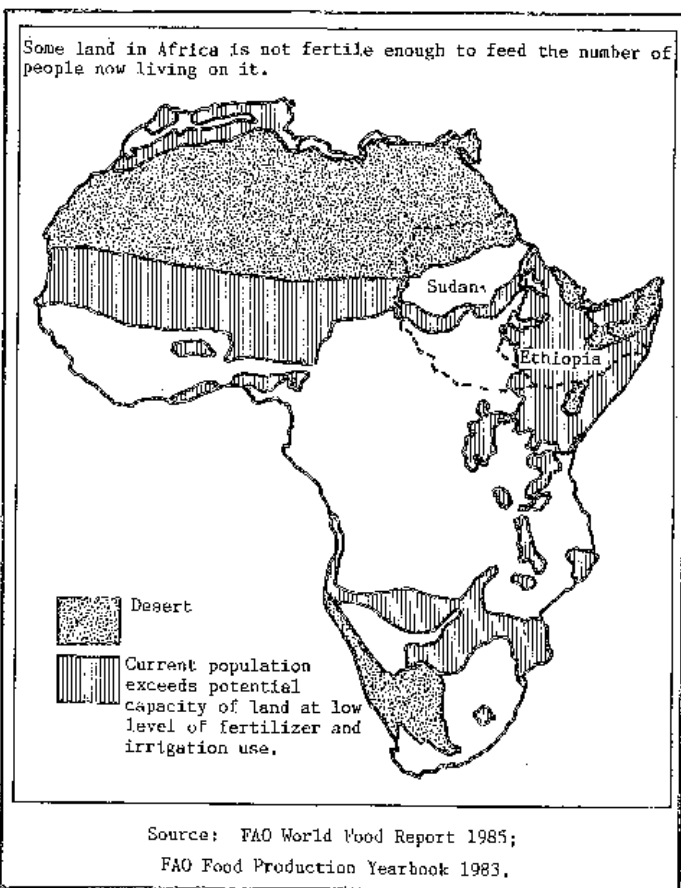 Some land in Africa is not fertile enough to feed the number of
people now living on it.
Sudan
Ethiopia
Desert
Current population
exceeds potential
capacity of land at low
level of fertilizer and
irrigation use.
Source: FAO World Food Report 1985;
FAO Food Production Yearbook 1983.